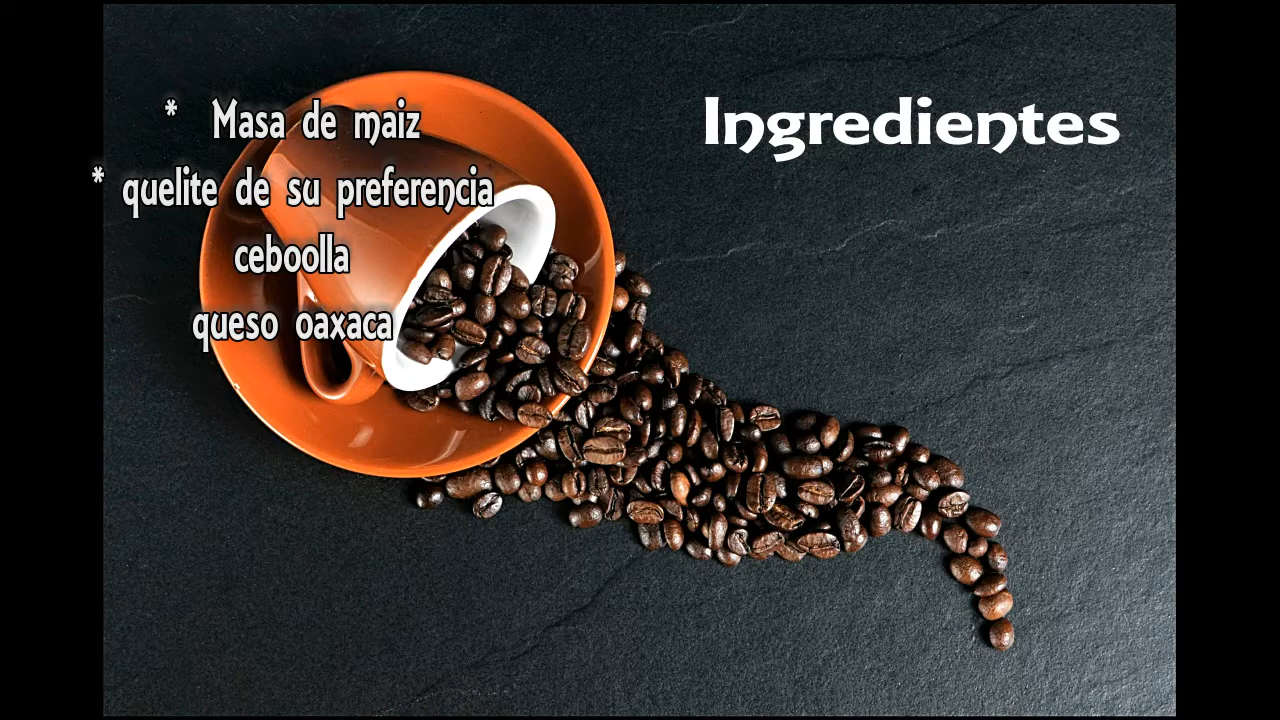 Ingredientes
* Masa de maiz
* quelite de su preferencia
ceboolla
queso oaxaca